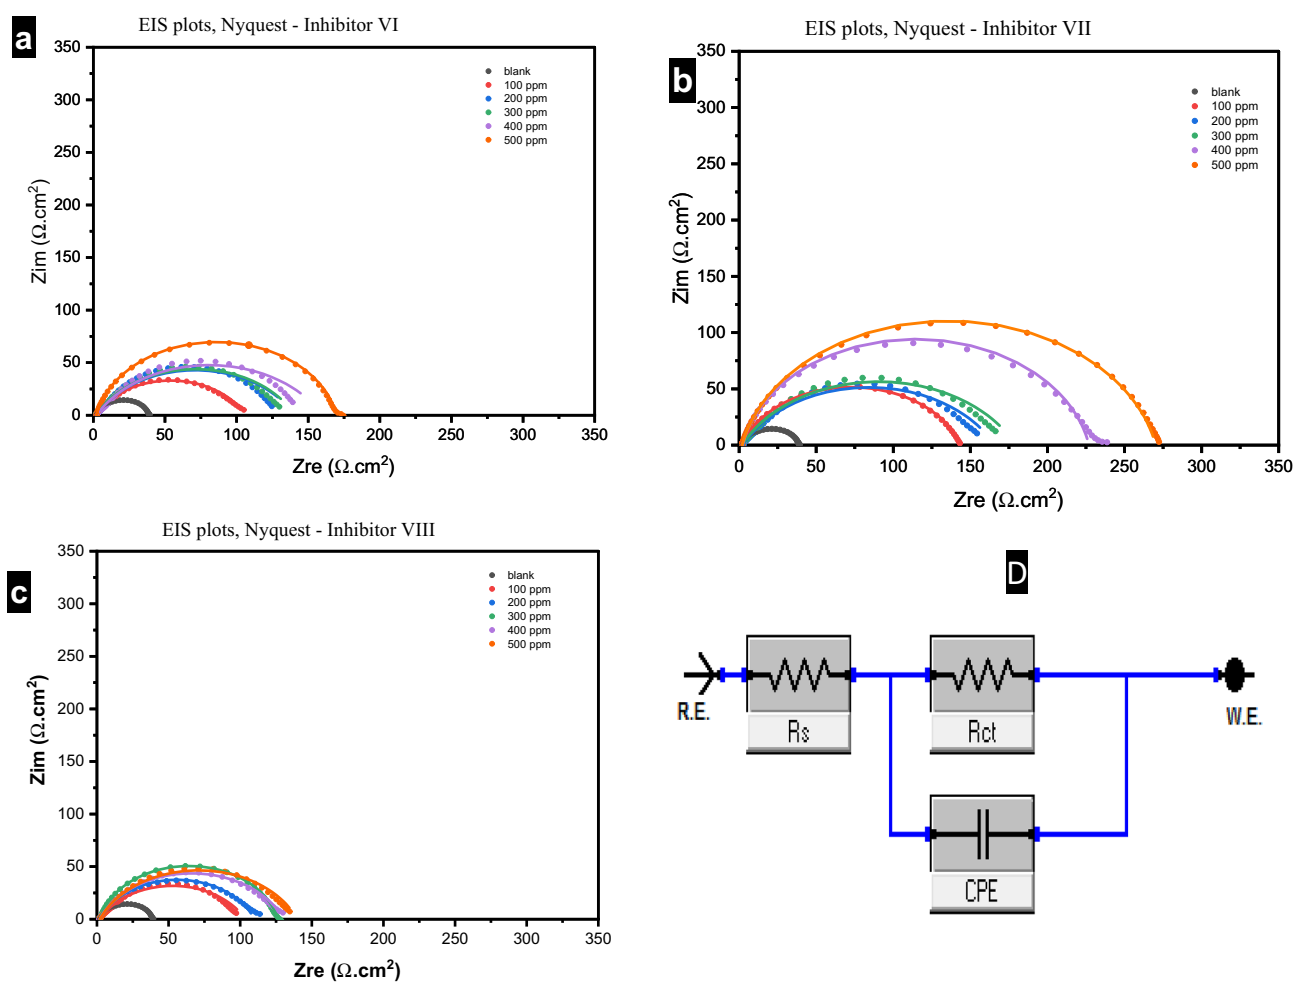 EIS plots, Nyquest - Inhibitor VI
a
350
300
250
200
150
100
50
0
Zim (Ω.cm²)
blank
100 ppm
200 ppm
300 ppm
400 ppm
500 ppm
0 50 100 150 200 250 300 350
Zre (Ω.cm²)
EIS plots, Nyquest - Inhibitor VII
b
350
300
250
200
150
100
50
0
Zim (Ω.cm²)
blank
100 ppm
200 ppm
300 ppm
400 ppm
500 ppm
0 50 100 150 200 250 300 350
Zre (Ω.cm²)
EIS plots, Nyquest - Inhibitor VIII
c
350
300
250
200
150
100
50
0
Zim (Ω.cm²)
blank
100 ppm
200 ppm
300 ppm
400 ppm
500 ppm
0 50 100 150 200 250 300 350
Zre (Ω.cm²)
D
R.E.
Rs
Rct
W.E.
CPE